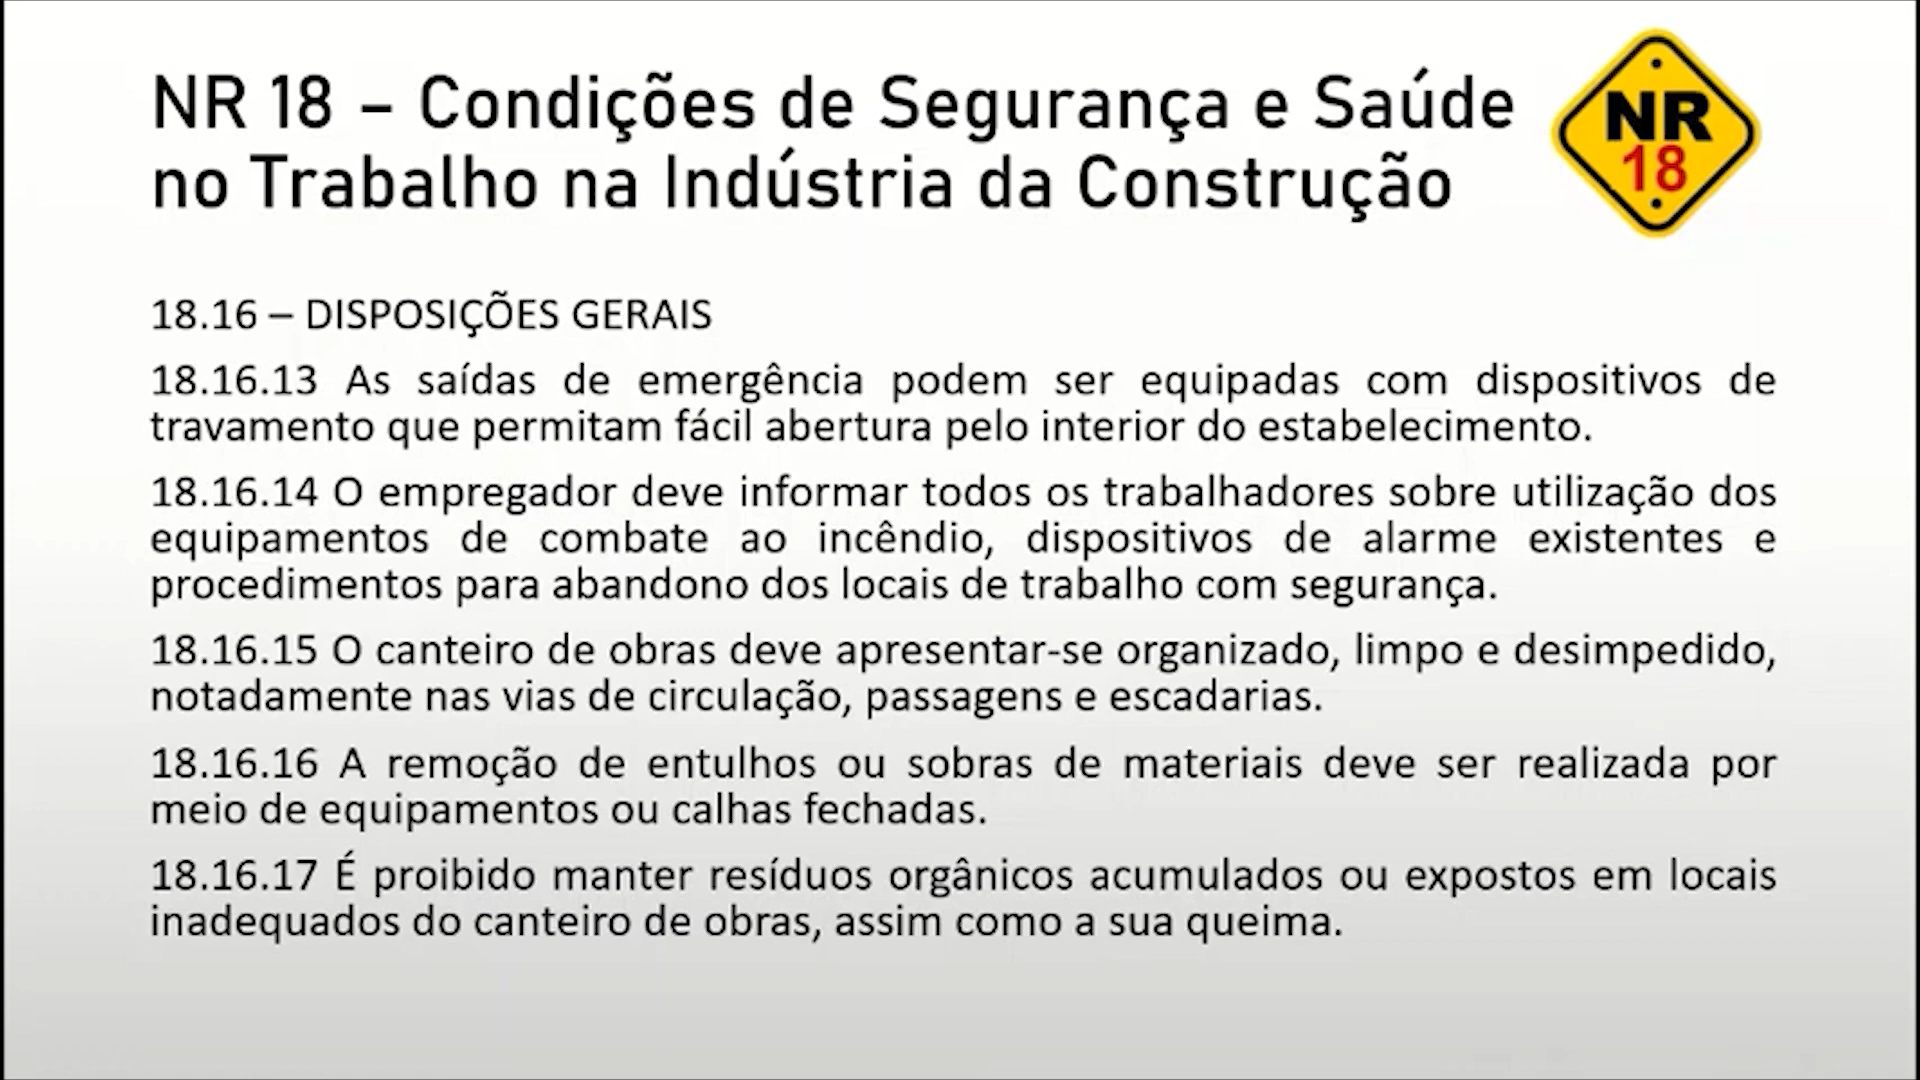 NR 18 – Condições de Segurança e Saúde
no Trabalho na Indústria da Construção
NR
18
18.16 – DISPOSIÇÕES GERAIS
18.16.13 As saídas de emergência podem ser equipadas com dispositivos de
travamento que permitam fácil abertura pelo interior do estabelecimento.
18.16.14 O empregador deve informar todos os trabalhadores sobre utilização dos
equipamentos de combate ao incêndio, dispositivos de alarme existentes e
procedimentos para abandono dos locais de trabalho com segurança.
18.16.15 O canteiro de obras deve apresentar-se organizado, limpo e desimpedido,
notadamente nas vias de circulação, passagens e escadarias.
18.16.16 A remoção de entulhos ou sobras de materiais deve ser realizada por
meio de equipamentos ou calhas fechadas.
18.16.17 É proibido manter resíduos orgânicos acumulados ou expostos em locais
inadequados do canteiro de obras, assim como a sua queima.